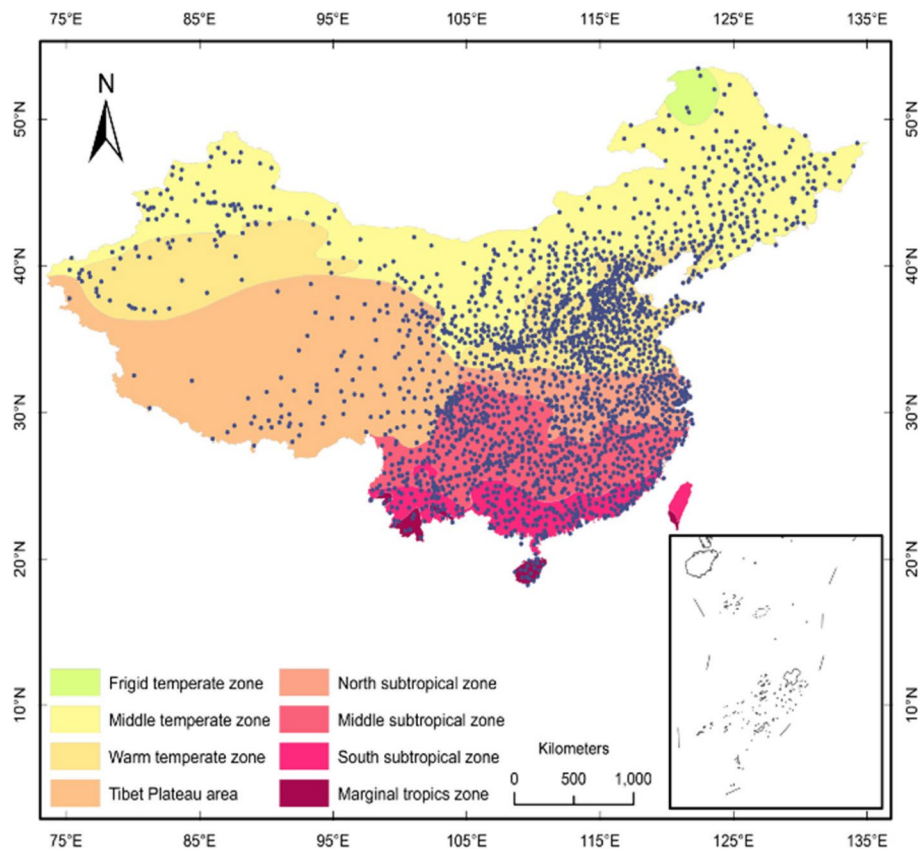 75°E 85°E 95°E 105°E 115°E 125°E 135°E
N
50°N 50°N
40°N 40°N
30°N 30°N
20°N 20°N
10°N 10°N
Frigid temperate zone
Middle temperate zone
Warm temperate zone
Tibet Plateau area
North subtropical zone
Middle subtropical zone
South subtropical zone
Marginal tropics zone
Kilometers
0 500 1,000
75°E 85°E 95°E 105°E 115°E 125°E 135°E